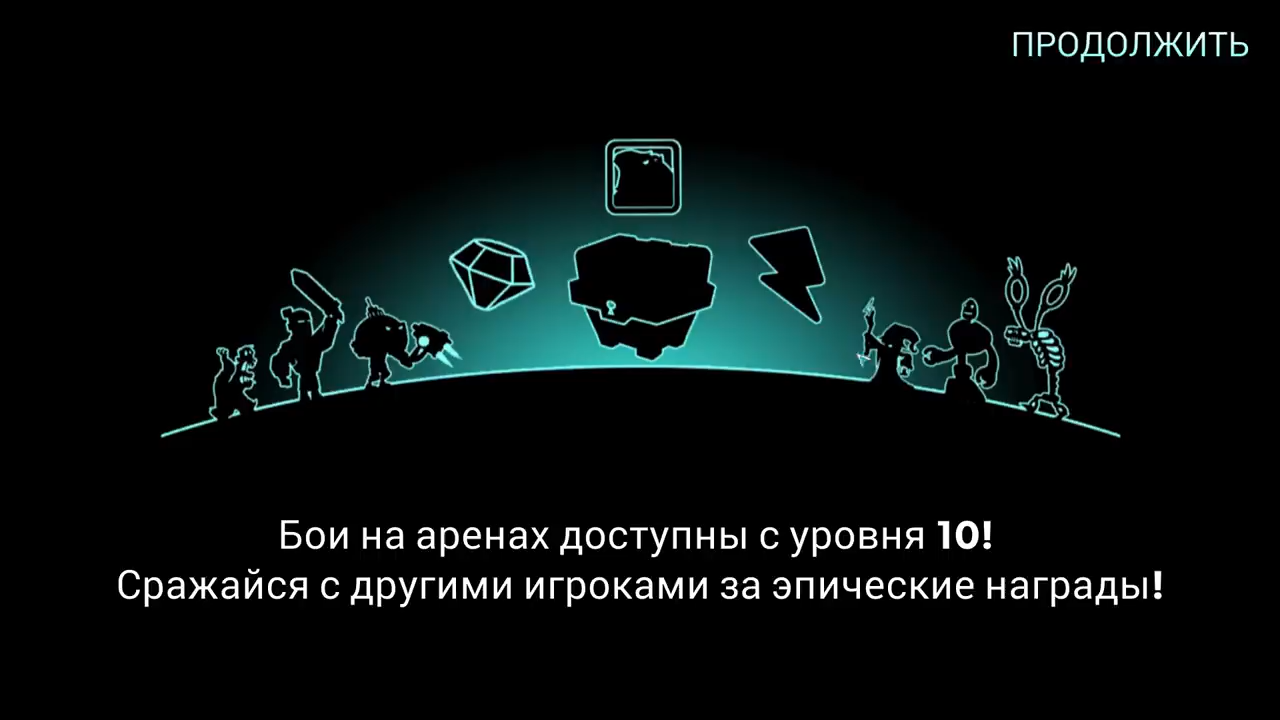 ПРОДОЛЖИТЬ
Бои на аренах доступны с уровня 10!
Сражайся с другими игроками за эпические награды!